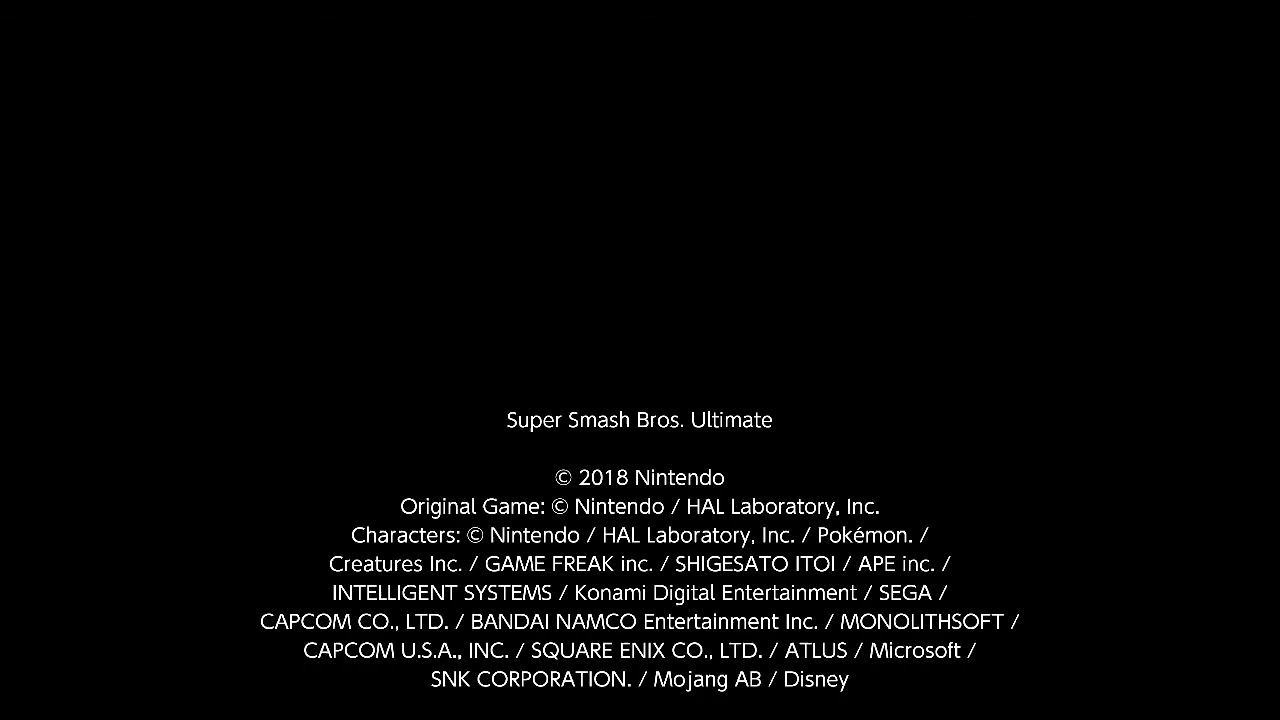 Super Smash Bros. Ultimate
© 2018 Nintendo
Original Game: © Nintendo / HAL Laboratory, Inc.
Characters: © Nintendo / HAL Laboratory, Inc. / Pokémon. /
Creatures Inc. / GAME FREAK inc. / SHIGESATO ITOI / APE inc. /
INTELLIGENT SYSTEMS / Konami Digital Entertainment / SEGA /
CAPCOM CO., LTD. / BANDAI NAMCO Entertainment Inc. / MONOLITHSOFT /
CAPCOM U.S.A., INC. / SQUARE ENIX CO., LTD. / ATLUS / Microsoft /
SNK CORPORATION. / Mojang AB / Disney